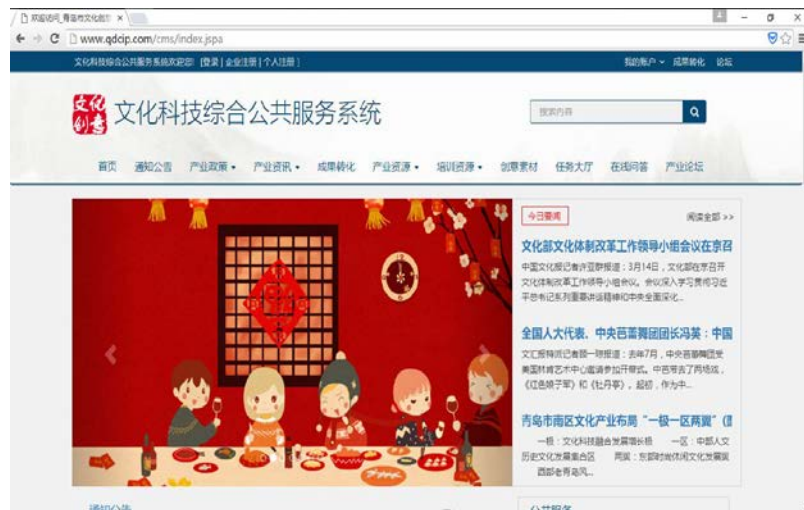 欢迎访问_青岛市文化创意
www.qdcip.com/cms/index.jspa
文化科技综合公共服务系统欢迎您! [登录 | 企业注册 | 个人注册]
我的账户 成果转化 论坛
文化创意
文化科技综合公共服务系统
搜索内容
首页 通知公告 产业政策 产业资讯 成果转化 产业资源 培训资源 创意素材 任务大厅 在线问答 产业论坛
今日要闻
阅读全部 >>
文化部文化体制改革工作领导小组会议在京召
中国文化报记者许亚群报道：3月14日，文化部在京召开
文化体制改革工作领导小组会议。会议深入学习贯彻习近
平总书记系列重要讲话精神和中央全面深化...
全国人大代表、中央芭蕾舞团团长冯英：中国
文汇报特派记者颐一琼报道：去年7月，中央芭蕾舞团受
美国林肯艺术中心邀请参加开幕式。中芭带去了两场戏，
《红色娘子军》和《牡丹亭》。起初，作为中...
青岛市南区文化产业布局“一极一区两翼”(
一极：文化科技融合发展增长极 一区：中部人文
历史文化发展集合区 两翼：东部时尚休闲文化发展翼
西部老青岛风...
通知公告
公共服务